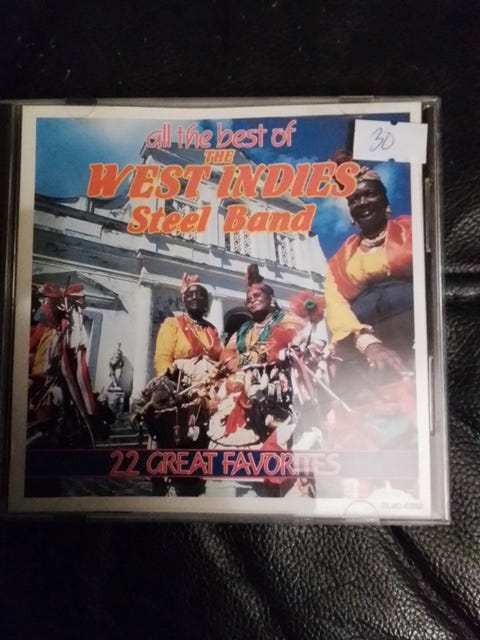 all the best of
THE
WEST INDIES
Steel Band
30
22 GREAT FAVORITES